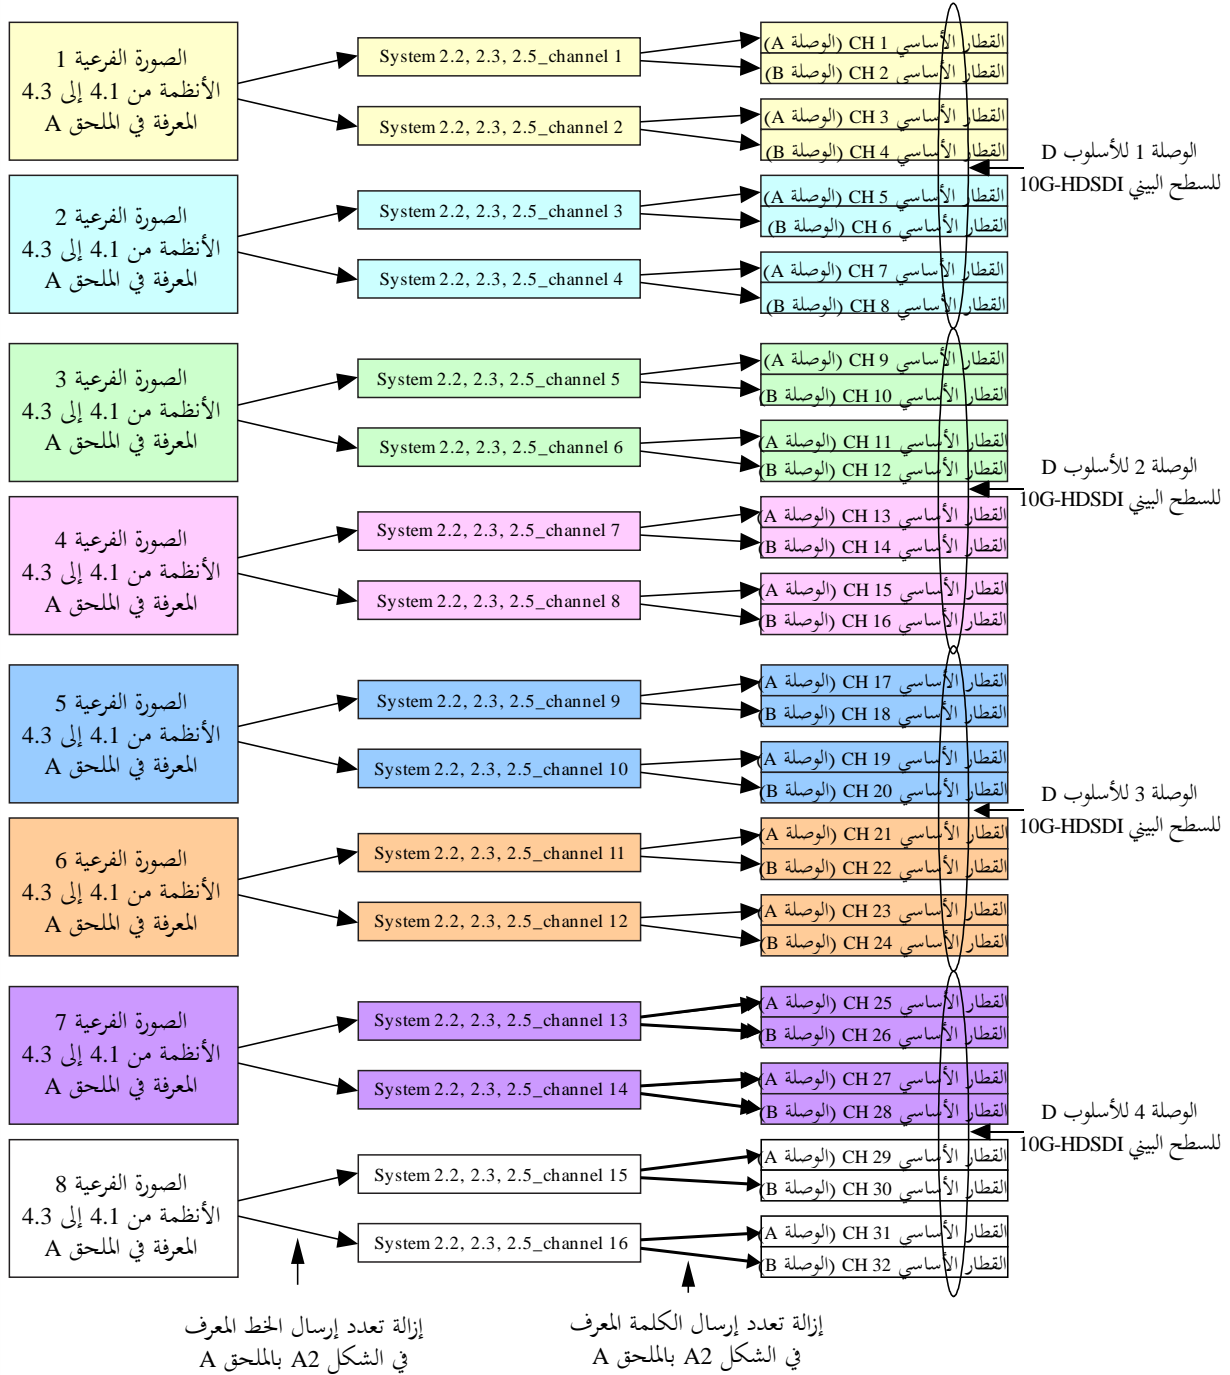 الصورة الفرعية 1
الأنظمة من 4.1 إلى 4.3
المعرفة في الملحق A
System 2.2, 2.3, 2.5_channel 1
System 2.2, 2.3, 2.5_channel 2
القطار الأساسي CH 1 (الوصلة A)
القطار الأساسي CH 2 (الوصلة B)
القطار الأساسي CH 3 (الوصلة A)
القطار الأساسي CH 4 (الوصلة B)
الوصلة 1 للأسلوب D
للسطح البيني 10G-HDSDI
الصورة الفرعية 2
الأنظمة من 4.1 إلى 4.3
المعرفة في الملحق A
System 2.2, 2.3, 2.5_channel 3
System 2.2, 2.3, 2.5_channel 4
القطار الأساسي CH 5 (الوصلة A)
القطار الأساسي CH 6 (الوصلة B)
القطار الأساسي CH 7 (الوصلة A)
القطار الأساسي CH 8 (الوصلة B)
الصورة الفرعية 3
الأنظمة من 4.1 إلى 4.3
المعرفة في الملحق A
System 2.2, 2.3, 2.5_channel 5
System 2.2, 2.3, 2.5_channel 6
القطار الأساسي CH 9 (الوصلة A)
القطار الأساسي CH 10 (الوصلة B)
القطار الأساسي CH 11 (الوصلة A)
القطار الأساسي CH 12 (الوصلة B)
الوصلة 2 للأسلوب D
للسطح البيني 10G-HDSDI
الصورة الفرعية 4
الأنظمة من 4.1 إلى 4.3
المعرفة في الملحق A
System 2.2, 2.3, 2.5_channel 7
System 2.2, 2.3, 2.5_channel 8
القطار الأساسي CH 13 (الوصلة A)
القطار الأساسي CH 14 (الوصلة B)
القطار الأساسي CH 15 (الوصلة A)
القطار الأساسي CH 16 (الوصلة B)
الصورة الفرعية 5
الأنظمة من 4.1 إلى 4.3
المعرفة في الملحق A
System 2.2, 2.3, 2.5_channel 9
System 2.2, 2.3, 2.5_channel 10
القطار الأساسي CH 17 (الوصلة A)
القطار الأساسي CH 18 (الوصلة B)
القطار الأساسي CH 19 (الوصلة A)
القطار الأساسي CH 20 (الوصلة B)
الوصلة 3 للأسلوب D
للسطح البيني 10G-HDSDI
الصورة الفرعية 6
الأنظمة من 4.1 إلى 4.3
المعرفة في الملحق A
System 2.2, 2.3, 2.5_channel 11
System 2.2, 2.3, 2.5_channel 12
القطار الأساسي CH 21 (الوصلة A)
القطار الأساسي CH 22 (الوصلة B)
القطار الأساسي CH 23 (الوصلة A)
القطار الأساسي CH 24 (الوصلة B)
الصورة الفرعية 7
الأنظمة من 4.1 إلى 4.3
المعرفة في الملحق A
System 2.2, 2.3, 2.5_channel 13
System 2.2, 2.3, 2.5_channel 14
القطار الأساسي CH 25 (الوصلة A)
القطار الأساسي CH 26 (الوصلة B)
القطار الأساسي CH 27 (الوصلة A)
القطار الأساسي CH 28 (الوصلة B)
الوصلة 4 للأسلوب D
للسطح البيني 10G-HDSDI
الصورة الفرعية 8
الأنظمة من 4.1 إلى 4.3
المعرفة في الملحق A
System 2.2, 2.3, 2.5_channel 15
System 2.2, 2.3, 2.5_channel 16
القطار الأساسي CH 29 (الوصلة A)
القطار الأساسي CH 30 (الوصلة B)
القطار الأساسي CH 31 (الوصلة A)
القطار الأساسي CH 32 (الوصلة B)
إزالة تعدد إرسال الخط المعرف
في الشكل A2 بالملحق A
إزالة تعدد إرسال الكلمة المعرف
في الشكل A2 بالملحق A